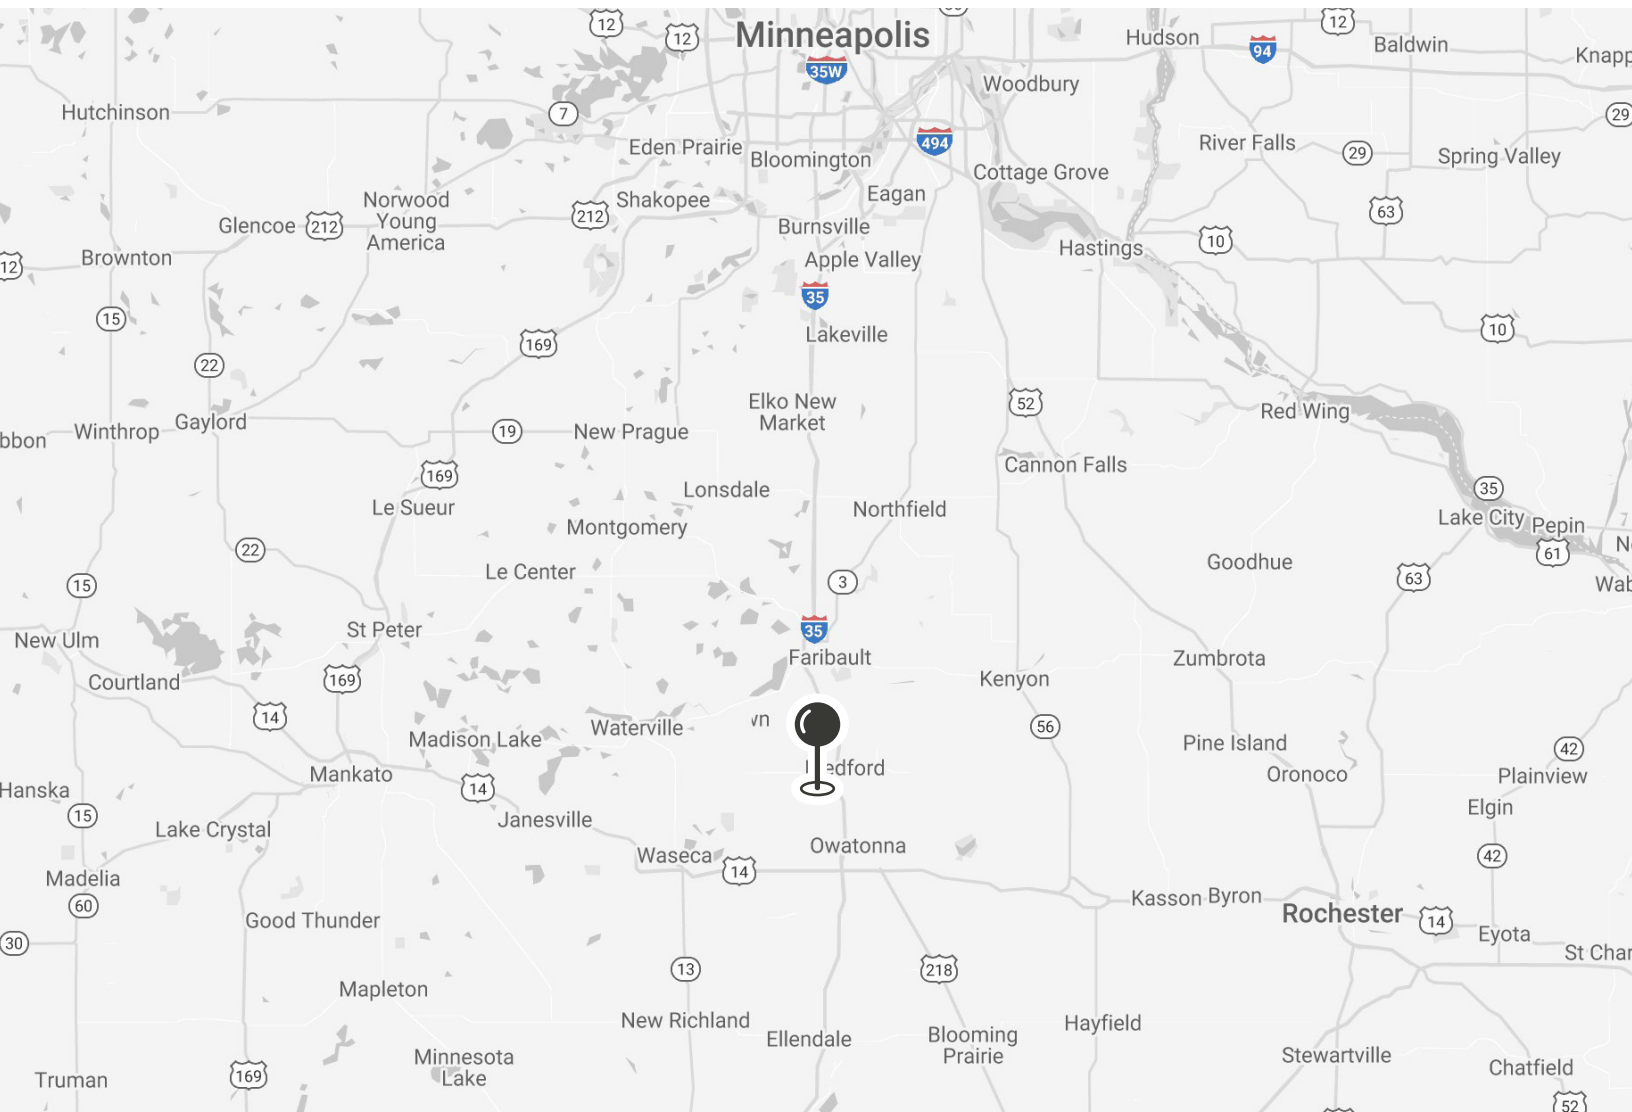 12
12
Minneapolis
35W
Hudson
12
94
Baldwin
Knapp
Woodbury
Hutchinson
7
29
494
Eden Prairie
Bloomington
River Falls
29
Spring Valley
Cottage Grove
Norwood
Young
America
Shakopee
Eagan
Glencoe
212
212
Burnsville
63
10
Hastings
Brownton
12
Apple Valley
35
15
Lakeville
10
169
22
Elko New
Market
52
Red Wing
Gaylord
Winthrop
bbon
19
New Prague
169
Cannon Falls
Lonsdale
35
Le Sueur
Northfield
Lake City
Pepin
Montgomery
22
61
Goodhue
Le Center
15
3
63
Wab
New Ulm
St Peter
35
Faribault
Zumbrota
Courtland
169
Kenyon
14
Waterville
wn
56
Madison Lake
Pine Island
42
edford
Mankato
Oronoco
Plainview
Hanska
14
Elgin
15
Lake Crystal
Janesville
Owatonna
Waseca
14
42
Madelia
60
Kasson
Byron
Rochester
14
Good Thunder
Eyota
30
St Char
13
218
Mapleton
New Richland
Hayfield
Ellendale
Blooming
Prairie
Minnesota
Lake
Stewartville
Chatfield
169
Truman
52